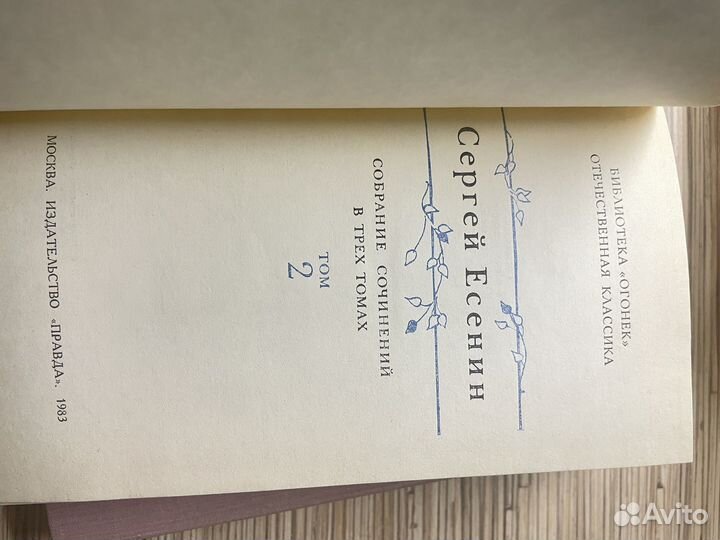 БИБЛИОТЕКА «ОГОНЕК»
ОТЕЧЕСТВЕННАЯ КЛАССИКА
Сергей Есенин
СОБРАНИЕ СОЧИНЕНИЙ
В ТРЕХ ТОМАХ
ТОМ
2
МОСКВА. ИЗДАТЕЛЬСТВО «ПРАВДА». 1983
Avito